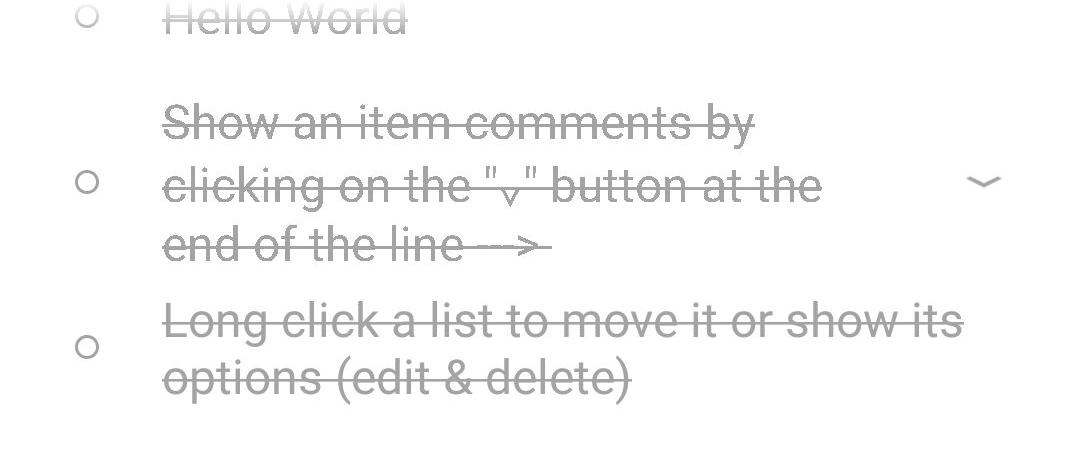 Hello World
Show an item comments by
clicking on the "⌵" button at the
end of the line --->
Long click a list to move it or show its
options (edit & delete)